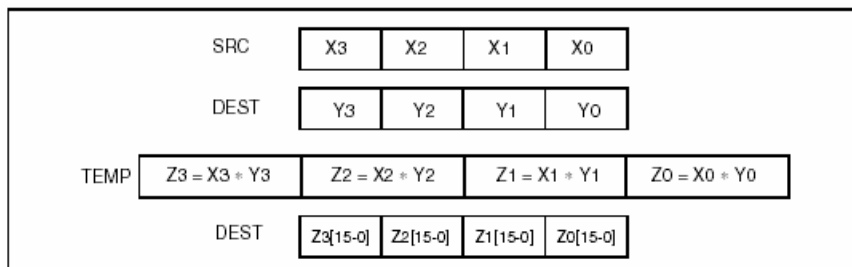 SRC X3 X2 X1 X0
DEST Y3 Y2 Y1 Y0
TEMP Z3 = X3 * Y3 Z2 = X2 * Y2 Z1 = X1 * Y1 Z0 = X0 * Y0
DEST Z3[15-0] Z2[15-0] Z1[15-0] Z0[15-0]